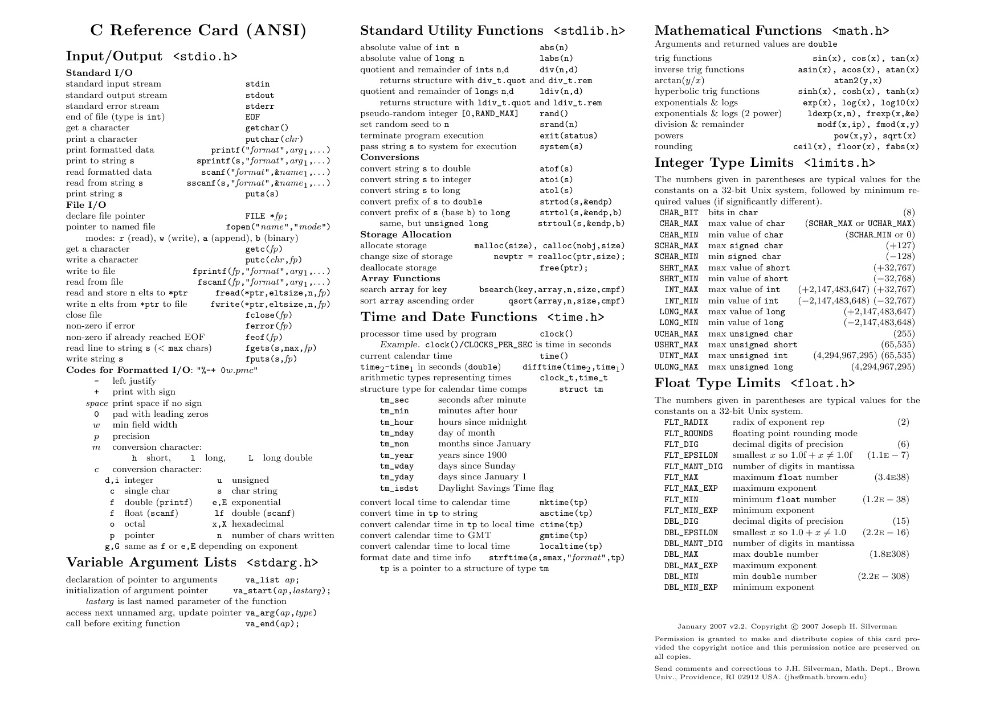 C Reference Card (ANSI)
Input/Output <stdio.h>
Standard I/O
standard input stream stdin
standard output stream stdout
standard error stream stderr
end of file (type is int) EOF
get a character getchar()
print a character putchar(chr)
print formatted data printf("format",arg1,...)
print to string s sprintf(s,"format",arg1,...)
read formatted data scanf("format",&name1,...)
read from string s sscanf(s,"format",&name1,...)
print string s puts(s)
File I/O
declare file pointer FILE *fp;
pointer to named file fopen("name","mode")
modes: r (read), w (write), a (append), b (binary)
get a character getc(fp)
write a character putc(chr,fp)
write to file fprintf(fp,"format",arg1,...)
read from file fscanf(fp,"format",arg1,...)
read and store n elts to *ptr fread(*ptr,eltsize,n,fp)
write n elts from *ptr to file fwrite(*ptr,eltsize,n,fp)
close file fclose(fp)
non-zero if error ferror(fp)
non-zero if already reached EOF feof(fp)
read line to string s (< max chars) fgets(s,max,fp)
write string s fputs(s,fp)
Codes for Formatted I/O: "%-+ 0w.pmc"
- left justify
+ print with sign
space print space if no sign
0 pad with leading zeros
w min field width
p precision
m conversion character:
h short, l long, L long double
c conversion character:
d,i integer u unsigned
c single char s char string
f double (printf) e,E exponential
f float (scanf) lf double (scanf)
o octal x,X hexadecimal
p pointer n number of chars written
g,G same as f or e,E depending on exponent
Variable Argument Lists <stdarg.h>
declaration of pointer to arguments va_list ap;
initialization of argument pointer va_start(ap,lastarg);
lastarg is last named parameter of the function
access next unnamed arg, update pointer va_arg(ap,type)
call before exiting function va_end(ap);
Standard Utility Functions <stdlib.h>
absolute value of int n abs(n)
absolute value of long n labs(n)
quotient and remainder of ints n,d div(n,d)
returns structure with div_t.quot and div_t.rem
quotient and remainder of longs n,d ldiv(n,d)
returns structure with ldiv_t.quot and ldiv_t.rem
pseudo-random integer [0,RAND_MAX] rand()
set random seed to n srand(n)
terminate program execution exit(status)
pass string s to system for execution system(s)
Conversions
convert string s to double atof(s)
convert string s to integer atoi(s)
convert string s to long atol(s)
convert prefix of s to double strtod(s,&endp)
convert prefix of s (base b) to long strtol(s,&endp,b)
same, but unsigned long strtoul(s,&endp,b)
Storage Allocation
allocate storage malloc(size), calloc(nobj,size)
change size of storage newptr = realloc(ptr,size);
deallocate storage free(ptr);
Array Functions
search array for key bsearch(key,array,n,size,cmpf)
sort array ascending order qsort(array,n,size,cmpf)
Time and Date Functions <time.h>
processor time used by program clock()
Example. clock()/CLOCKS_PER_SEC is time in seconds
current calendar time time()
time2-time1 in seconds (double) difftime(time2,time1)
arithmetic types representing times clock_t,time_t
structure type for calendar time comps struct tm
tm_sec seconds after minute
tm_min minutes after hour
tm_hour hours since midnight
tm_mday day of month
tm_mon months since January
tm_year years since 1900
tm_wday days since Sunday
tm_yday days since January 1
tm_isdst Daylight Savings Time flag
convert local time to calendar time mktime(tp)
convert time in tp to string asctime(tp)
convert calendar time in tp to local time ctime(tp)
convert calendar time to GMT gmtime(tp)
convert calendar time to local time localtime(tp)
format date and time info strftime(s,smax,"format",tp)
tp is a pointer to a structure of type tm
Mathematical Functions <math.h>
Arguments and returned values are double
trig functions sin(x), cos(x), tan(x)
inverse trig functions asin(x), acos(x), atan(x)
arctan(y/x) atan2(y,x)
hyperbolic trig functions sinh(x), cosh(x), tanh(x)
exponentials & logs exp(x), log(x), log10(x)
exponentials & logs (2 power) ldexp(x,n), frexp(x,&e)
division & remainder modf(x,ip), fmod(x,y)
powers pow(x,y), sqrt(x)
rounding ceil(x), floor(x), fabs(x)
Integer Type Limits <limits.h>
The numbers given in parentheses are typical values for the
constants on a 32-bit Unix system, followed by minimum re-
quired values (if significantly different).
CHAR_BIT bits in char (8)
CHAR_MAX max value of char (SCHAR_MAX or UCHAR_MAX)
CHAR_MIN min value of char (SCHAR_MIN or 0)
SCHAR_MAX max signed char (+127)
SCHAR_MIN min signed char (−128)
SHRT_MAX max value of short (+32,767)
SHRT_MIN min value of short (−32,768)
INT_MAX max value of int (+2,147,483,647) (+32,767)
INT_MIN min value of int (−2,147,483,648) (−32,767)
LONG_MAX max value of long (+2,147,483,647)
LONG_MIN min value of long (−2,147,483,648)
UCHAR_MAX max unsigned char (255)
USHRT_MAX max unsigned short (65,535)
UINT_MAX max unsigned int (4,294,967,295) (65,535)
ULONG_MAX max unsigned long (4,294,967,295)
Float Type Limits <float.h>
The numbers given in parentheses are typical values for the
constants on a 32-bit Unix system.
FLT_RADIX radix of exponent rep (2)
FLT_ROUNDS floating point rounding mode
FLT_DIG decimal digits of precision (6)
FLT_EPSILON smallest x so 1.0f + x ≠ 1.0f (1.1E − 7)
FLT_MANT_DIG number of digits in mantissa
FLT_MAX maximum float number (3.4E38)
FLT_MAX_EXP maximum exponent
FLT_MIN minimum float number (1.2E − 38)
FLT_MIN_EXP minimum exponent
DBL_DIG decimal digits of precision (15)
DBL_EPSILON smallest x so 1.0 + x ≠ 1.0 (2.2E − 16)
DBL_MANT_DIG number of digits in mantissa
DBL_MAX max double number (1.8E308)
DBL_MAX_EXP maximum exponent
DBL_MIN min double number (2.2E − 308)
DBL_MIN_EXP minimum exponent
January 2007 v2.2. Copyright © 2007 Joseph H. Silverman
Permission is granted to make and distribute copies of this card pro-
vided the copyright notice and this permission notice are preserved on
all copies.
Send comments and corrections to J.H. Silverman, Math. Dept., Brown
Univ., Providence, RI 02912 USA. ⟨jhs@math.brown.edu⟩